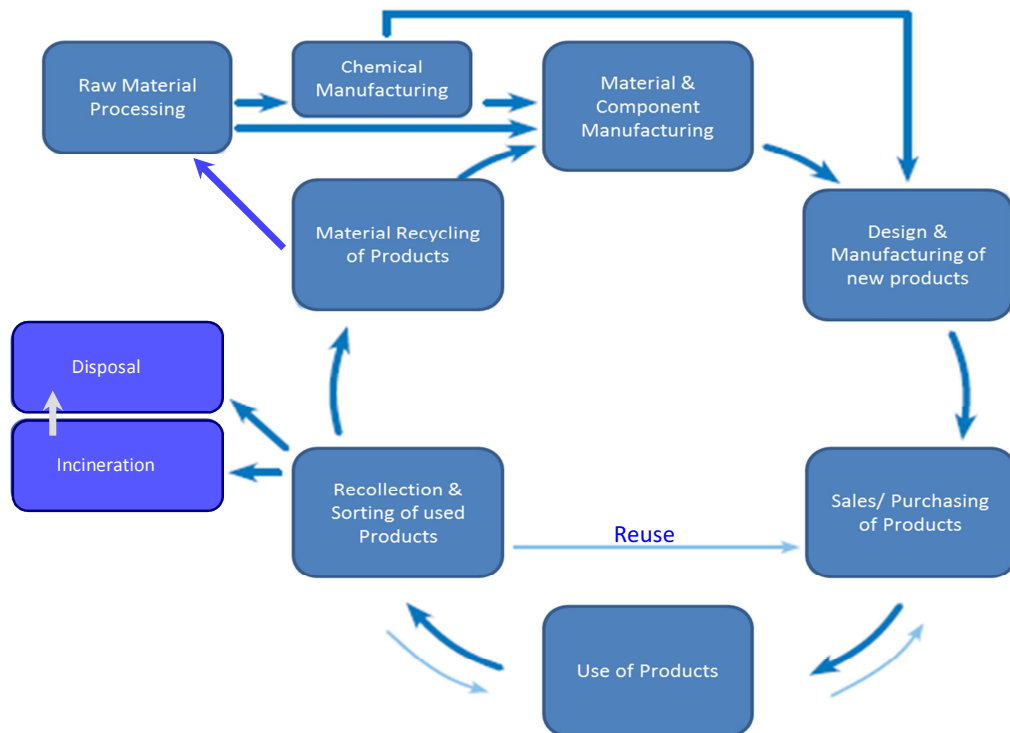 Raw Material
Processing
Chemical
Manufacturing
Material &
Component
Manufacturing
Material Recycling
of Products
Design &
Manufacturing of
new products
Disposal
Incineration
Recollection &
Sorting of used
Products
Reuse
Sales/ Purchasing
of Products
Use of Products